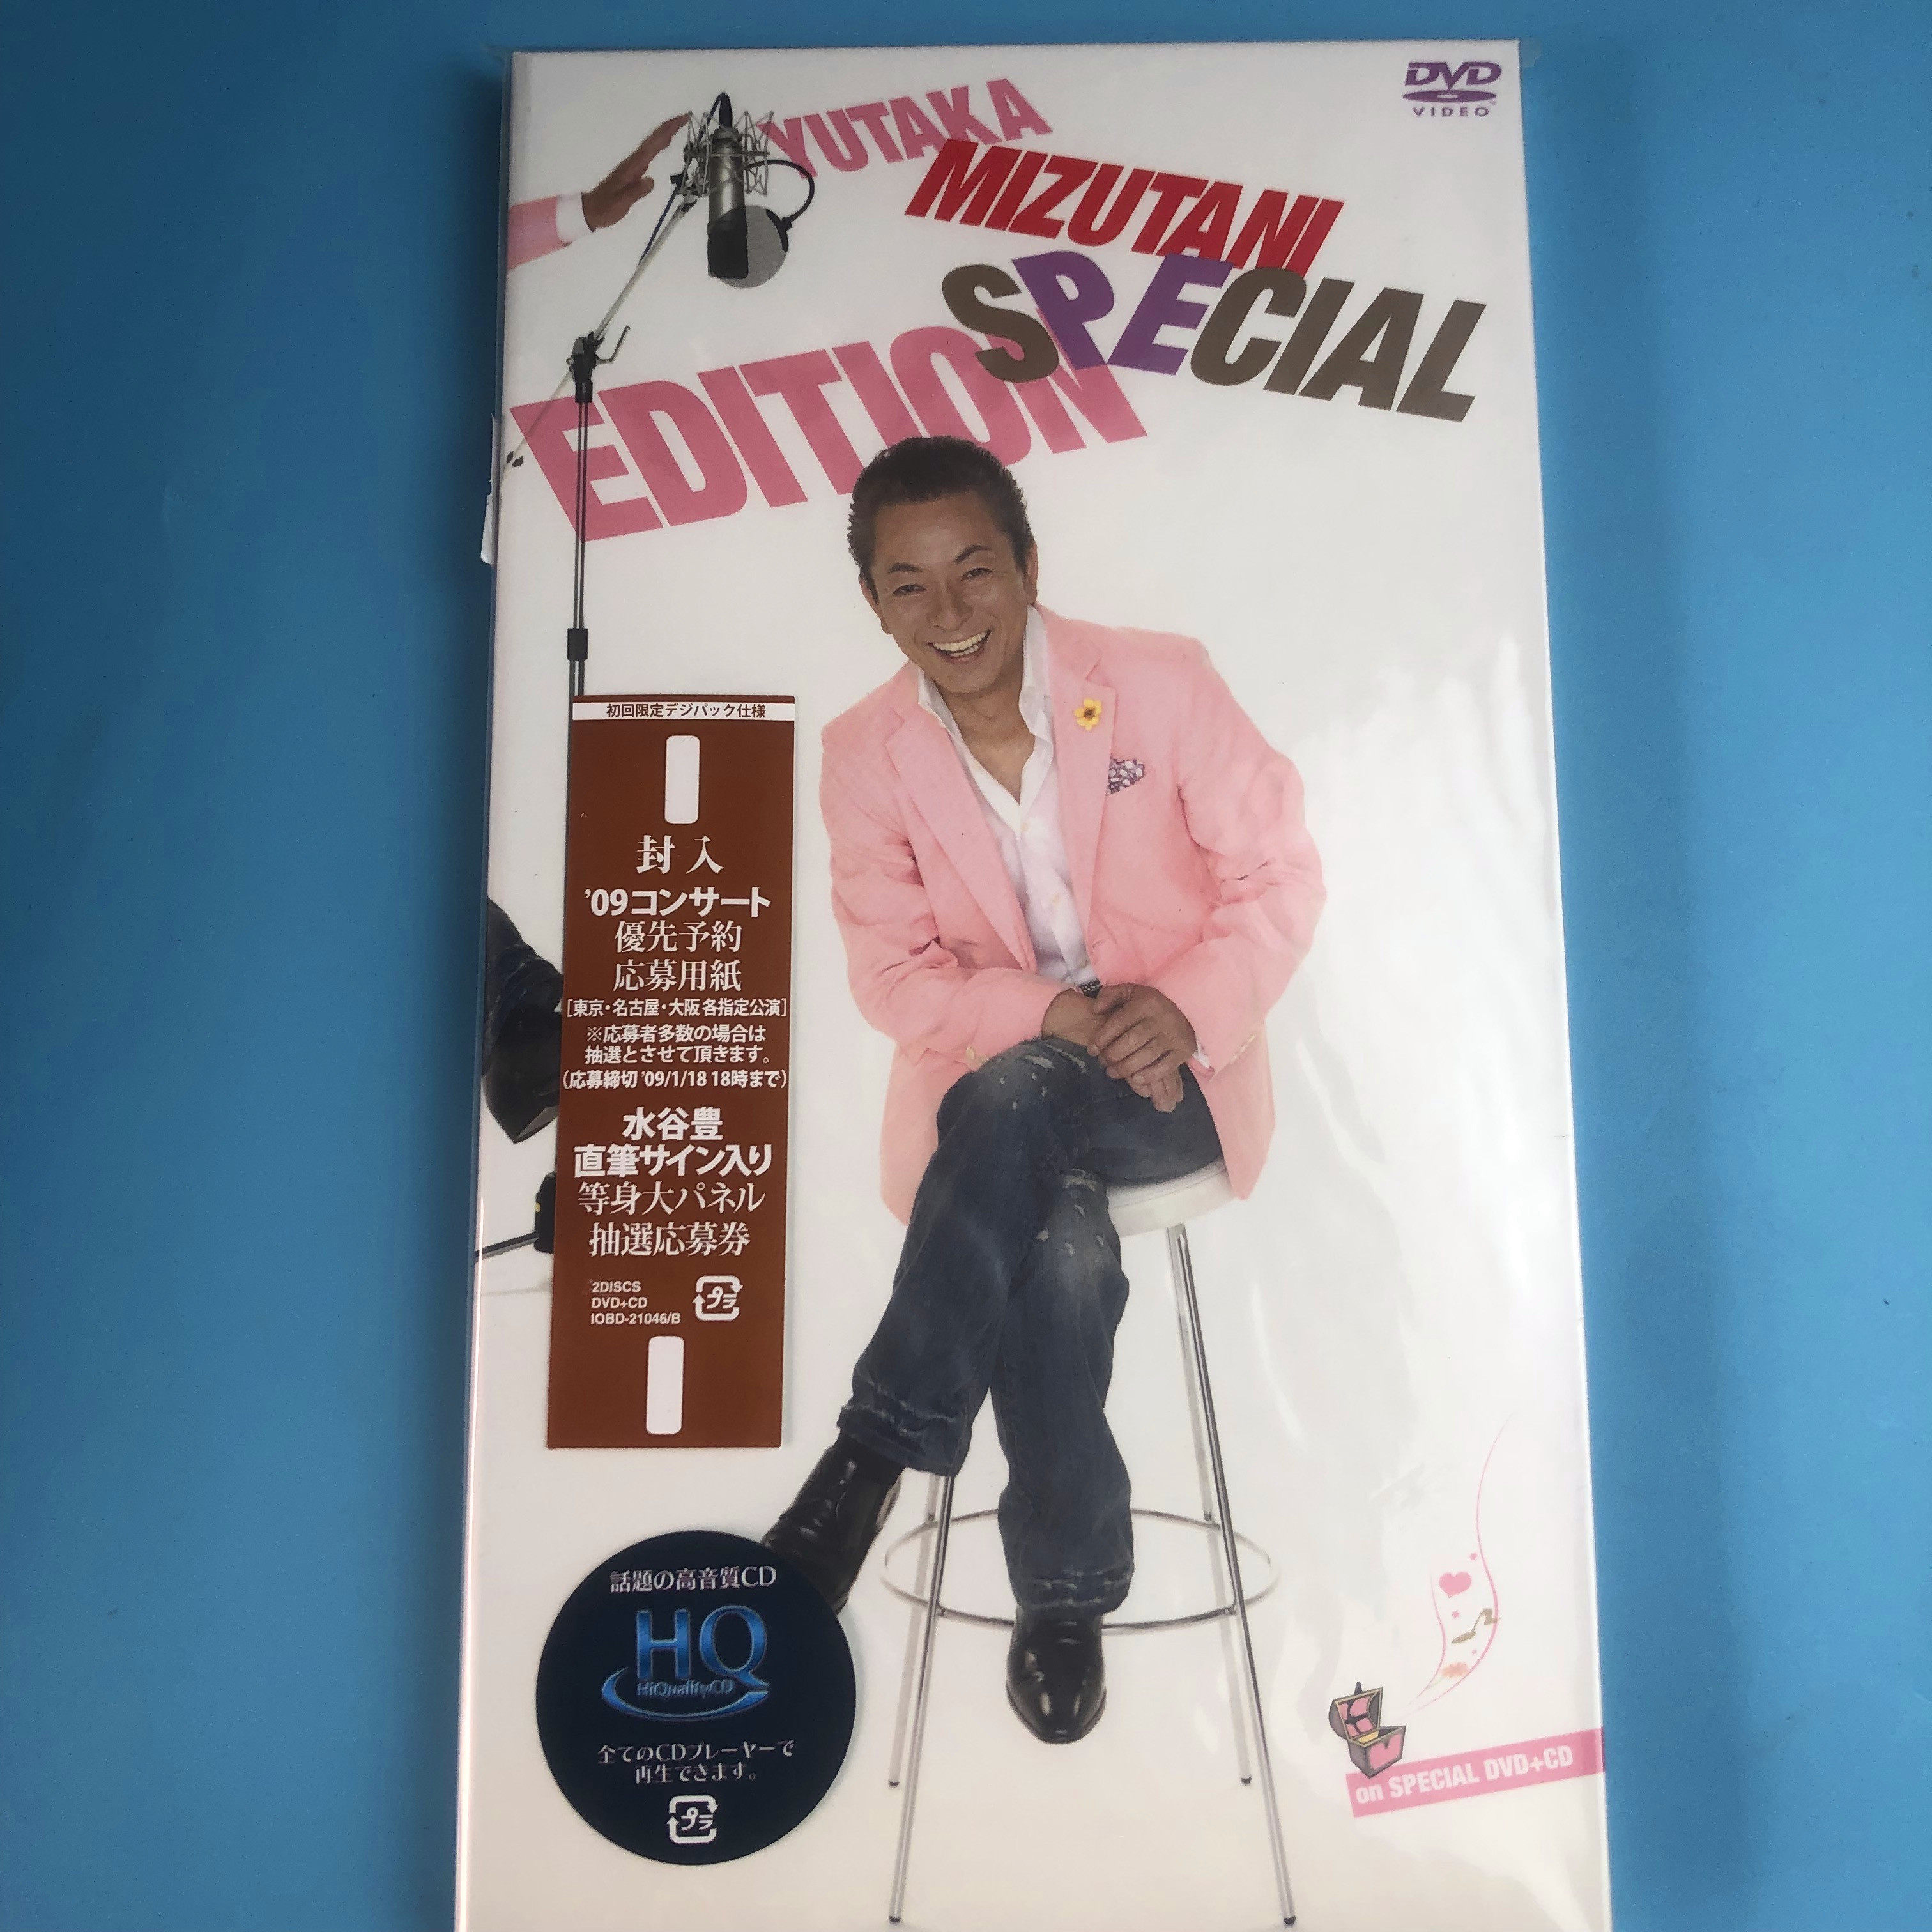 DVD
VIDEO
YUTAKA
MIZUTANI
SPECIAL
EDITION
初回限定デジパック仕様
封入
'09コンサート
優先予約
応募用紙
[東京・名古屋・大阪 各指定公演]
※応募者多数の場合は
抽選とさせて頂きます。
(応募締切 '09/1/18 18時まで)
水谷豊
直筆サイン入り
等身大パネル
抽選応募券
2DISCS
DVD+CD
IOBD-21046/B
プラ
話題の高音質CD
HQ
HiQualityCD
全てのCDプレーヤーで
再生できます。
プラ
on SPECIAL DVD+CD